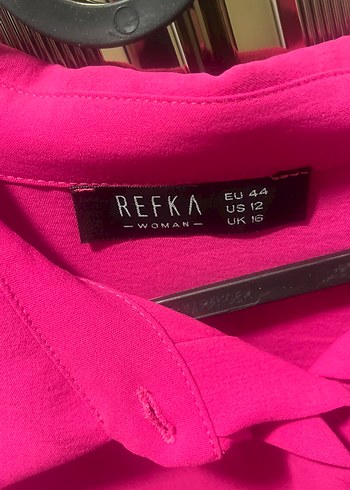 REFKA
— WOMAN —
EU 44
US 12
UK 16